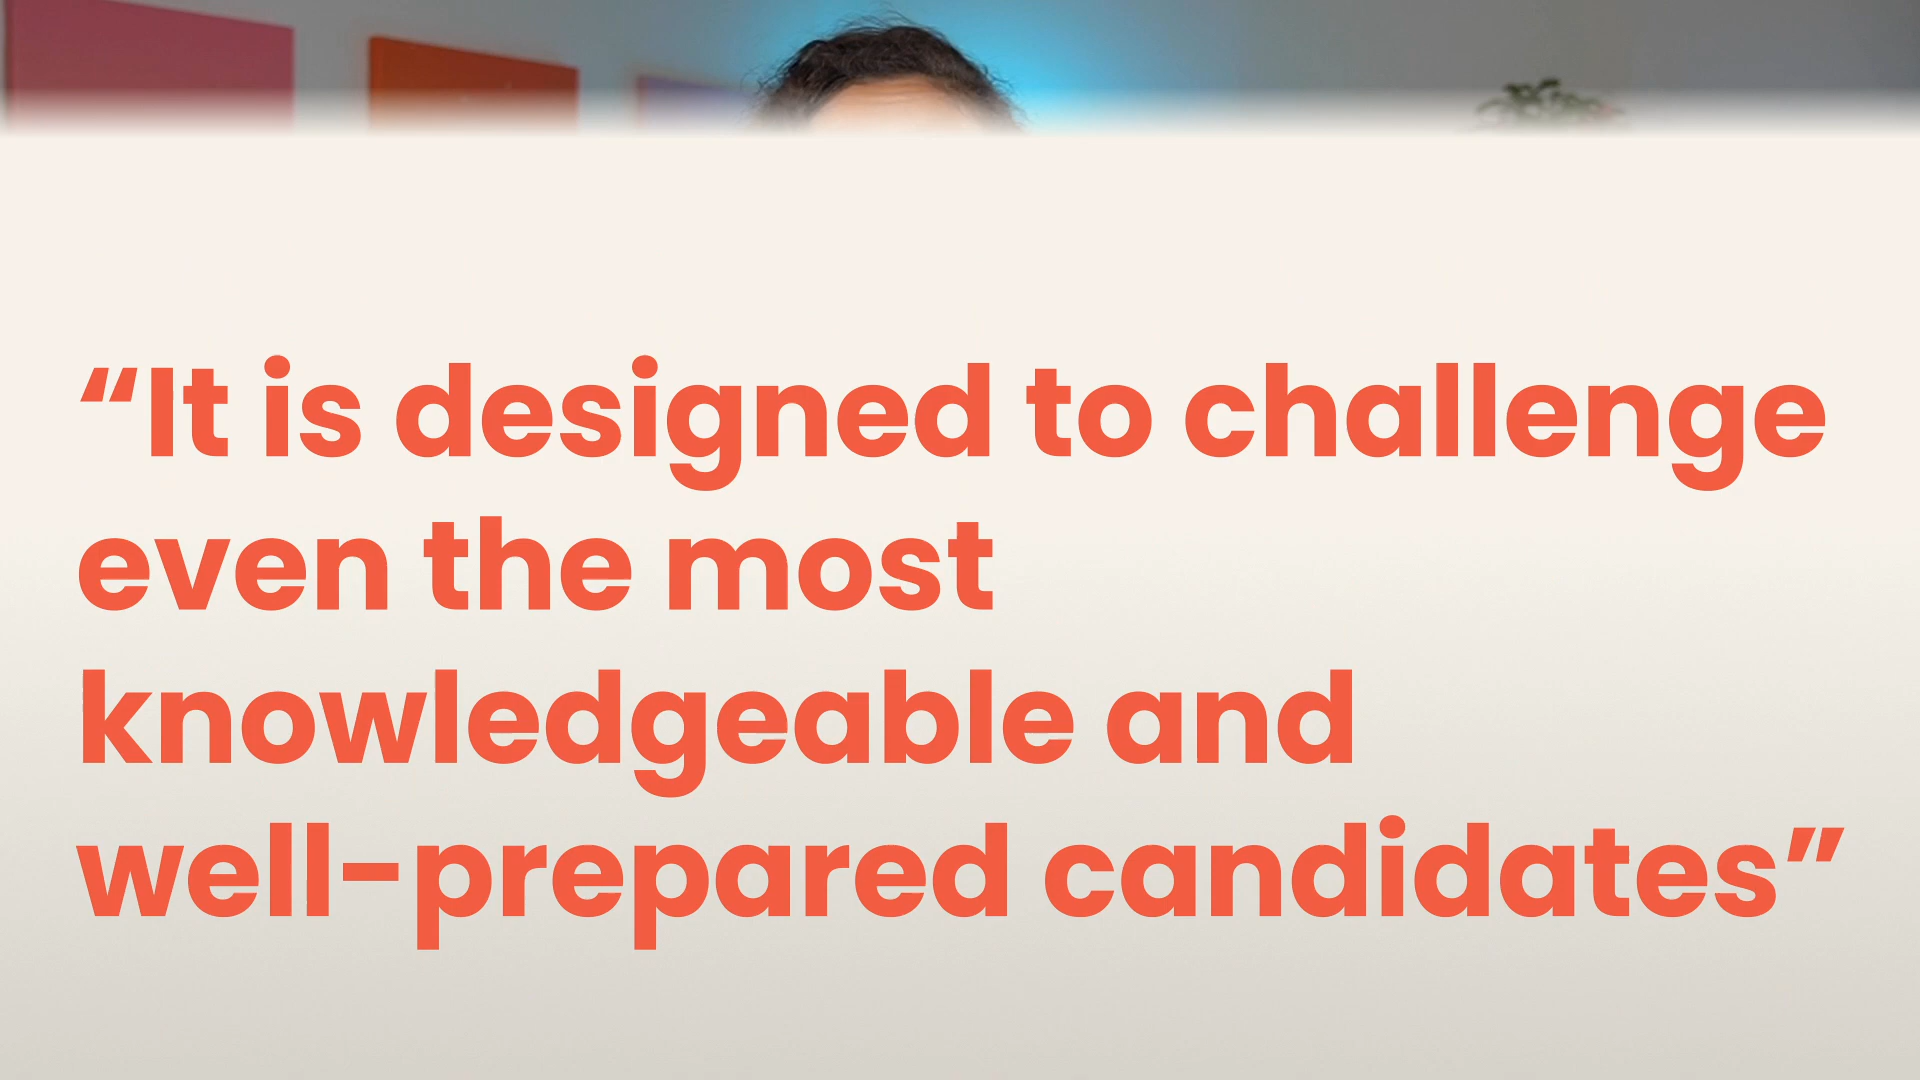 “It is designed to challenge
even the most
knowledgeable and
well-prepared candidates”